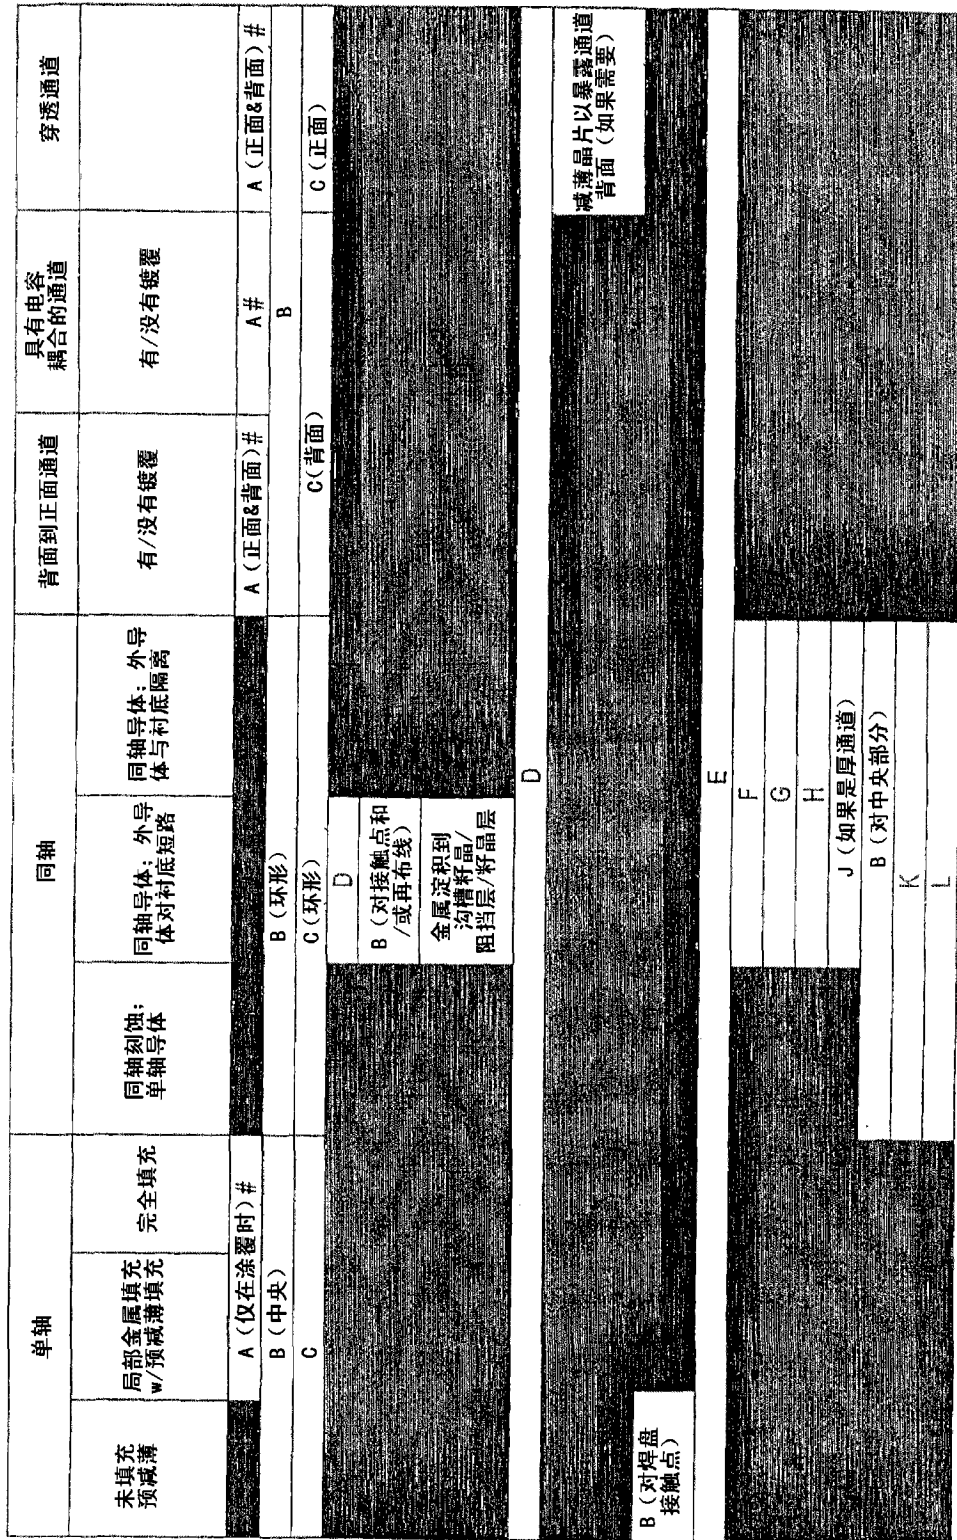 单轴
同轴
背面到正面通道
具有电容
耦合的通道
穿透通道
未填充
预减薄
局部金属填充
w/预减薄填充
完全填充
同轴刻蚀；
单轴导体
同轴导体；外导
体对衬底短路
同轴导体；外导
体与衬底隔离
有/没有镀覆
有/没有镀覆
A（仅在涂覆时）#
A（正面&背面）#
A#
A（正面&背面）#
B（中央）
B（环形）
B
C
C（环形）
C（背面）
C（正面）
D
B（对接触点和
/或再布线）
金属淀积到
沟槽籽晶/
阻挡层/籽晶层
D
减薄晶片以暴露通道
背面（如果需要）
B（对焊盘
接触点）
E
F
G
H
J（如果是厚通道）
B（对中央部分）
K
L